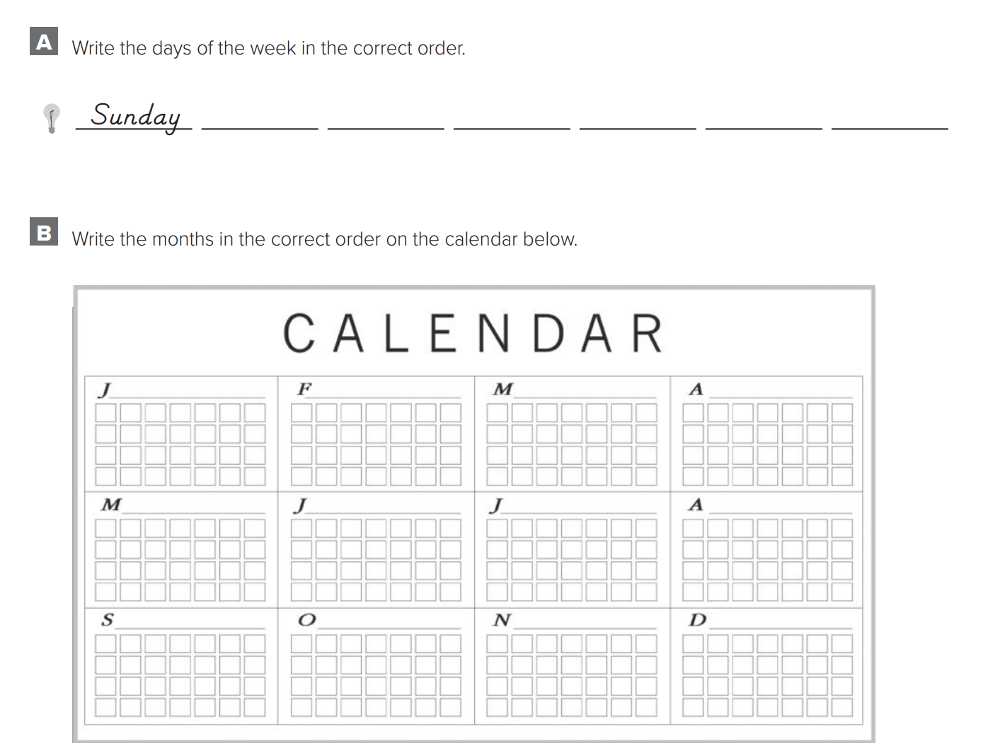 A Write the days of the week in the correct order.
Sunday
B Write the months in the correct order on the calendar below.
CALENDAR
J F M A
M J J A
S O N D